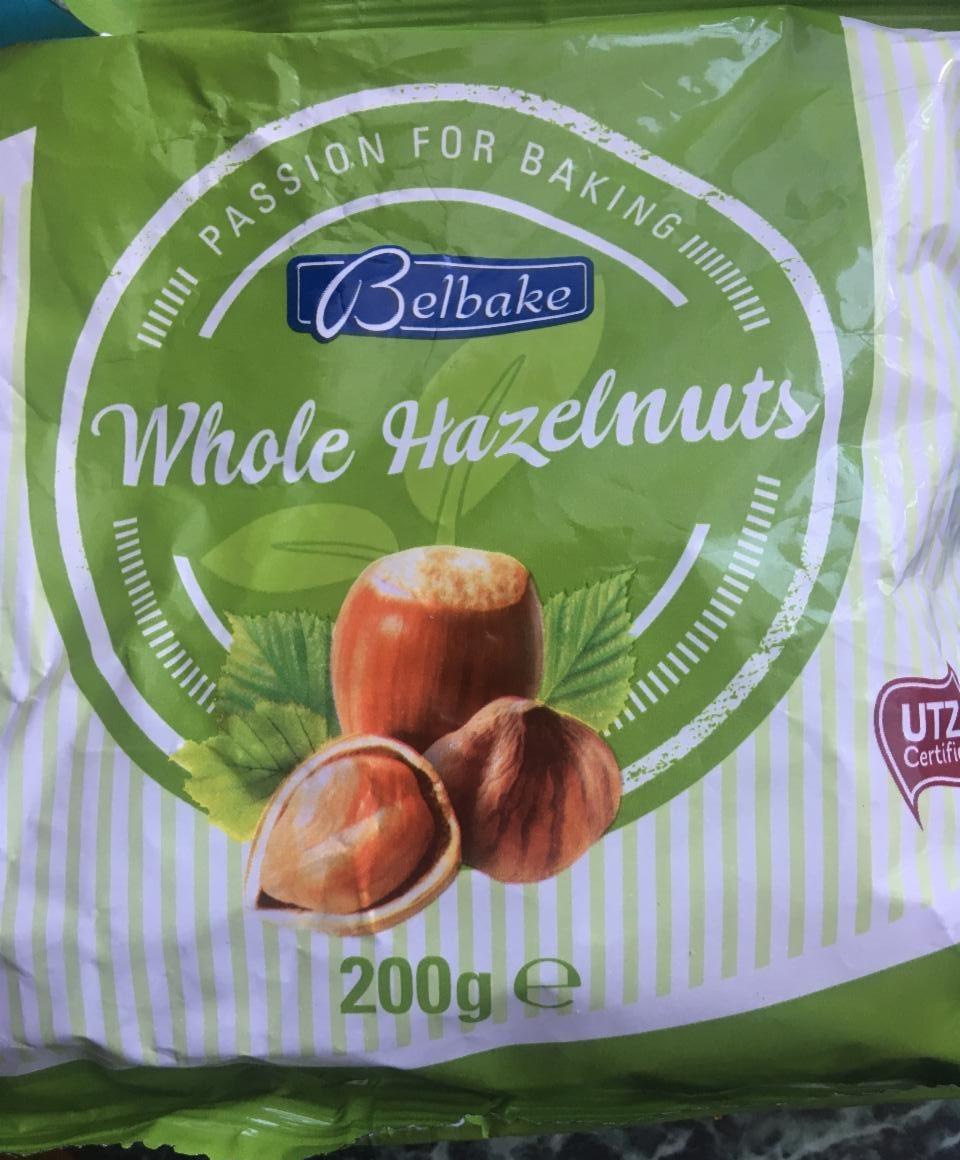 PASSION FOR BAKING
Belbake
Whole Hazelnuts
UTZ
200g ℮